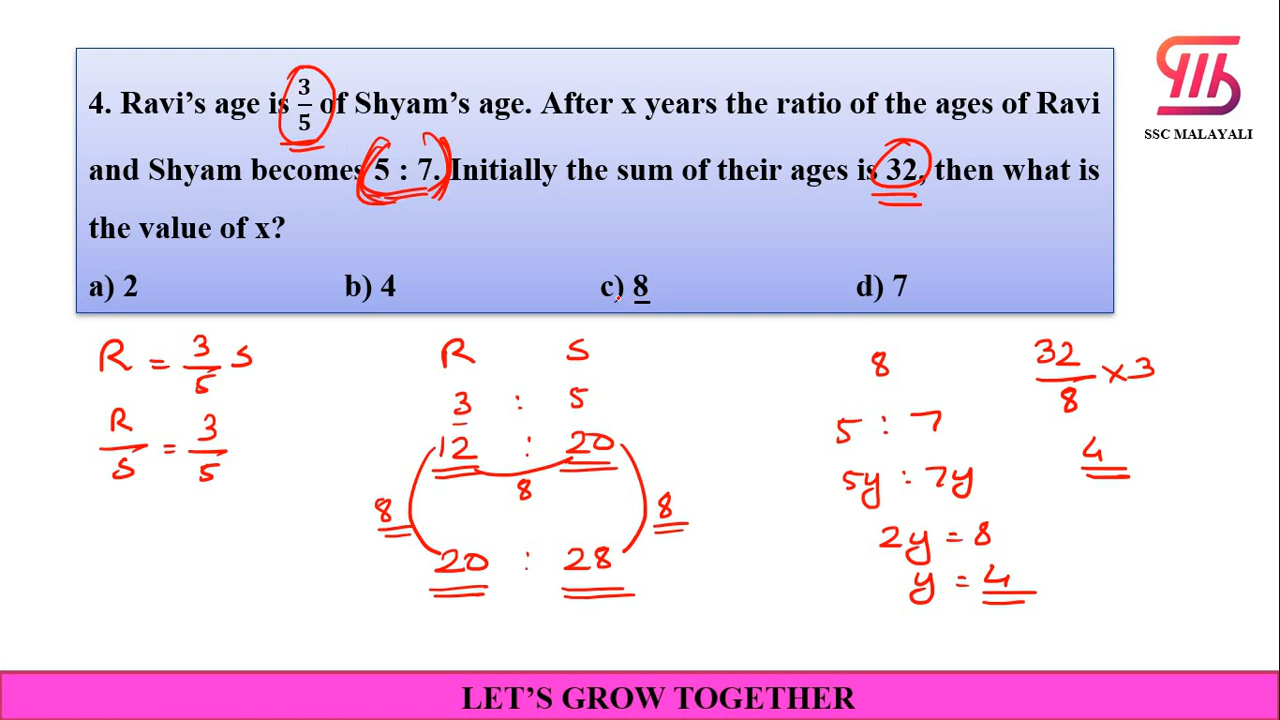 4. Ravi's age is 3/5 of Shyam's age. After x years the ratio of the ages of Ravi
and Shyam becomes 5 : 7. Initially the sum of their ages is 32, then what is
the value of x?
a) 2 b) 4 c) 8 d) 7
SSC MALAYALI
R = 3/5 S
R/S = 3/5
R S
3 : 5
12 : 20
8
8 8
20 : 28
8
5 : 7
5y : 7y
2y = 8
y = 4
32/8 × 3
4
LET'S GROW TOGETHER